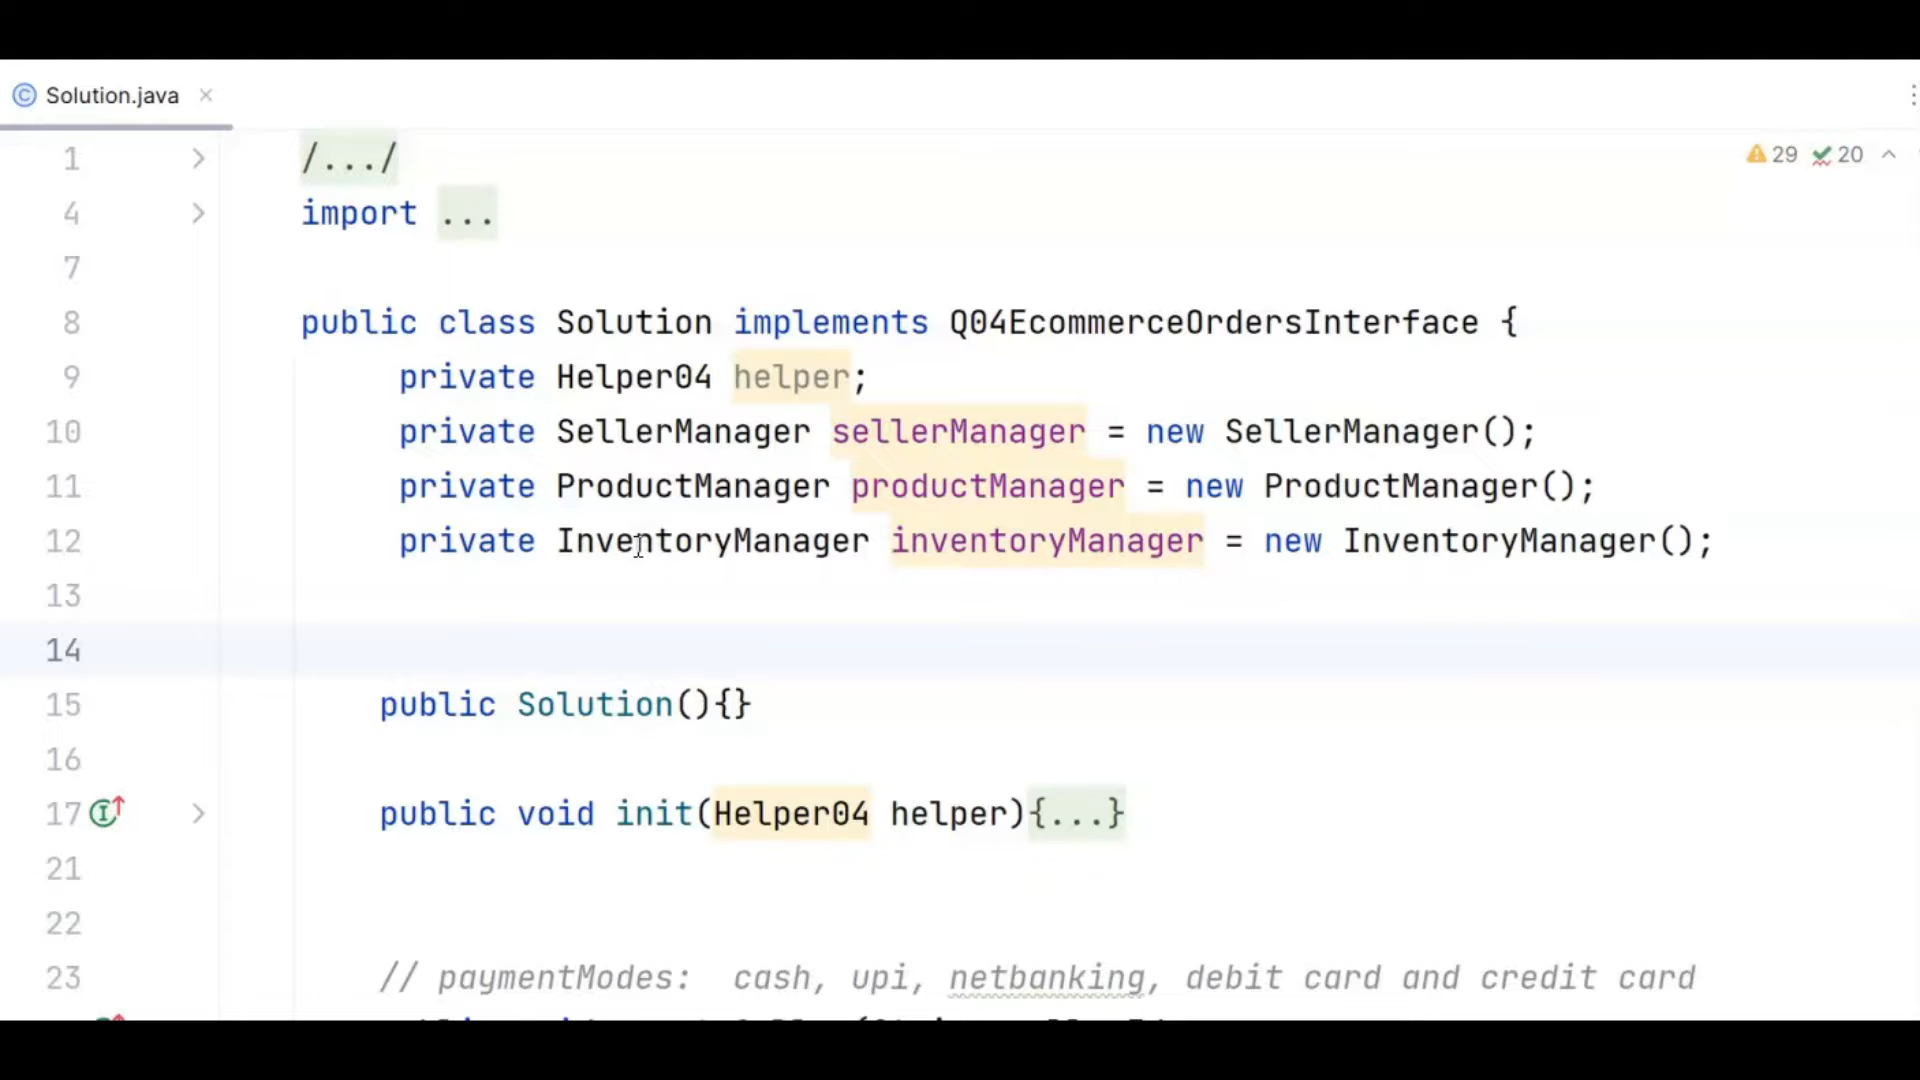 Solution.java
29 20
1 /.../
4 import ...
7
8 public class Solution implements Q04EcommerceOrdersInterface {
9 private Helper04 helper;
10 private SellerManager sellerManager = new SellerManager();
11 private ProductManager productManager = new ProductManager();
12 private InventoryManager inventoryManager = new InventoryManager();
13
14
15 public Solution(){}
16
17 public void init(Helper04 helper){...}
21
22
23 // paymentModes: cash, upi, netbanking, debit card and credit card